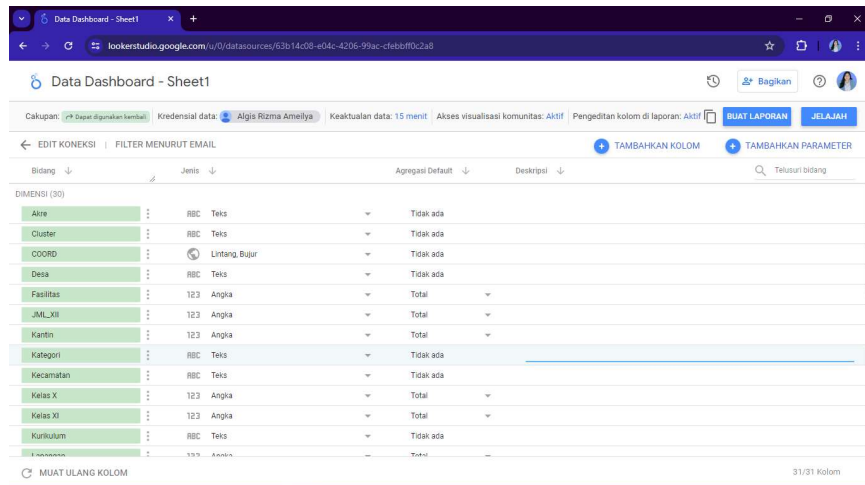 Data Dashboard - Sheet1
lookerstudio.google.com/u/0/datasources/63b14c08-e04c-4206-99ac-cfebbff0c2a8
Data Dashboard - Sheet1
Bagikan
Cakupan: Dapat digunakan kembali Kredensial data: Algis Rizma Ameilya Keaktualan data: 15 menit Akses visualisasi komunitas: Aktif Pengeditan kolom di laporan: Aktif BUAT LAPORAN JELAJAH
EDIT KONEKSI | FILTER MENURUT EMAIL TAMBAHKAN KOLOM TAMBAHKAN PARAMETER
Bidang Jenis Agregasi Default Deskripsi Telusuri bidang
DIMENSI (30)
Akre ABC Teks Tidak ada
Cluster ABC Teks Tidak ada
COORD Lintang, Bujur Tidak ada
Desa ABC Teks Tidak ada
Fasilitas 123 Angka Total
JML_XII 123 Angka Total
Kantin 123 Angka Total
Kategori ABC Teks Tidak ada
Kecamatan ABC Teks Tidak ada
Kelas X 123 Angka Total
Kelas XI 123 Angka Total
Kurikulum ABC Teks Tidak ada
Lapangan 123 Angka Total
MUAT ULANG KOLOM 31/31 Kolom